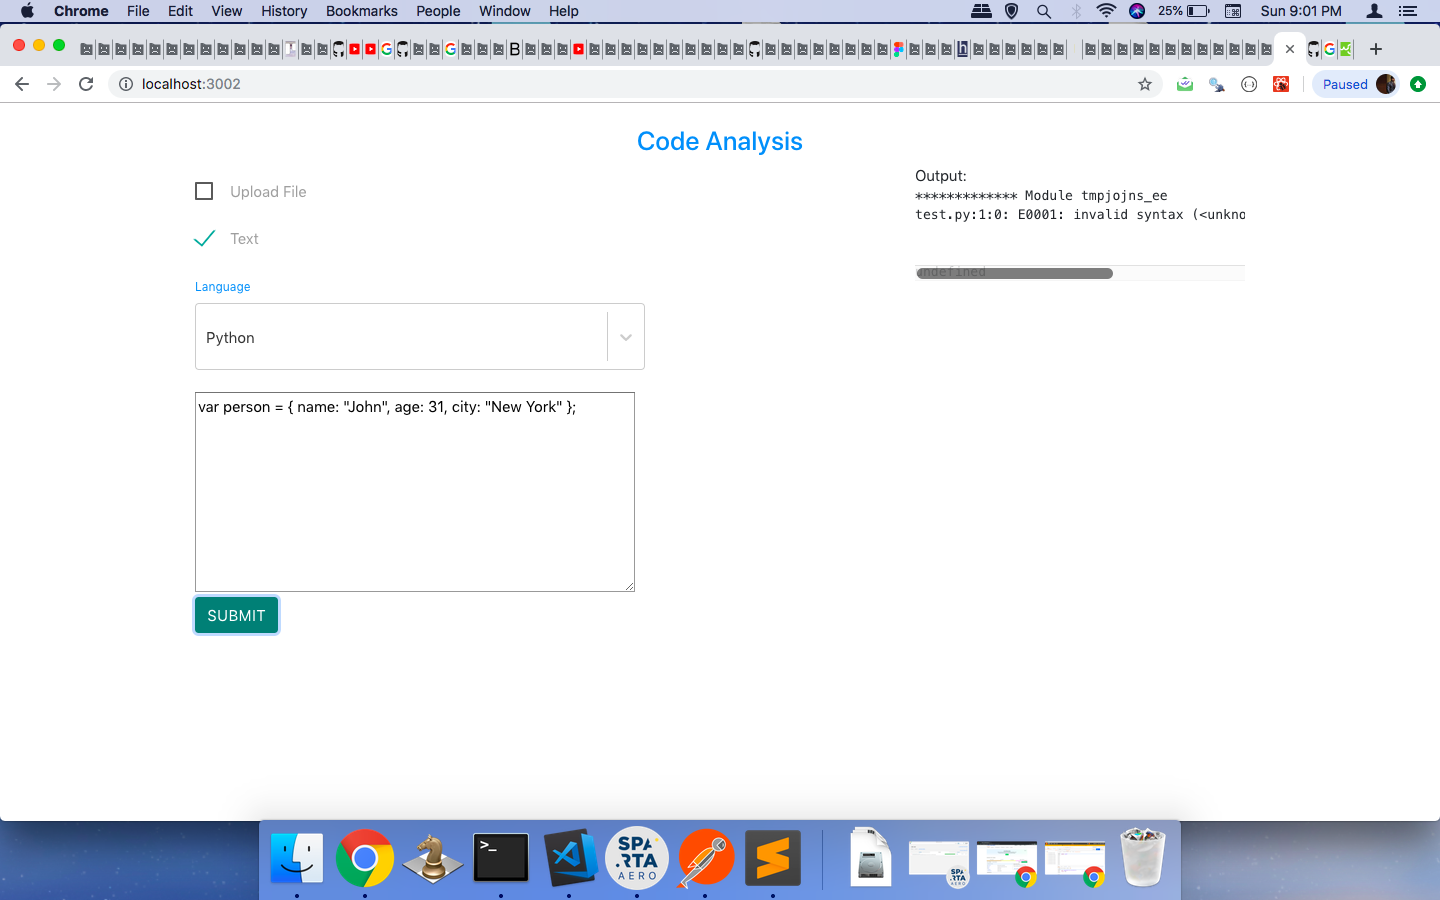 Chrome File Edit View History Bookmarks People Window Help 25% Sun 9:01 PM
localhost:3002 Paused
Code Analysis
Upload File
Text
Language
Python
var person = { name: "John", age: 31, city: "New York" };
SUBMIT
Output:
************* Module tmpjojns_ee
test.py:1:0: E0001: invalid syntax (<unkno
undefined
>_
SPA
.RTA
AERO